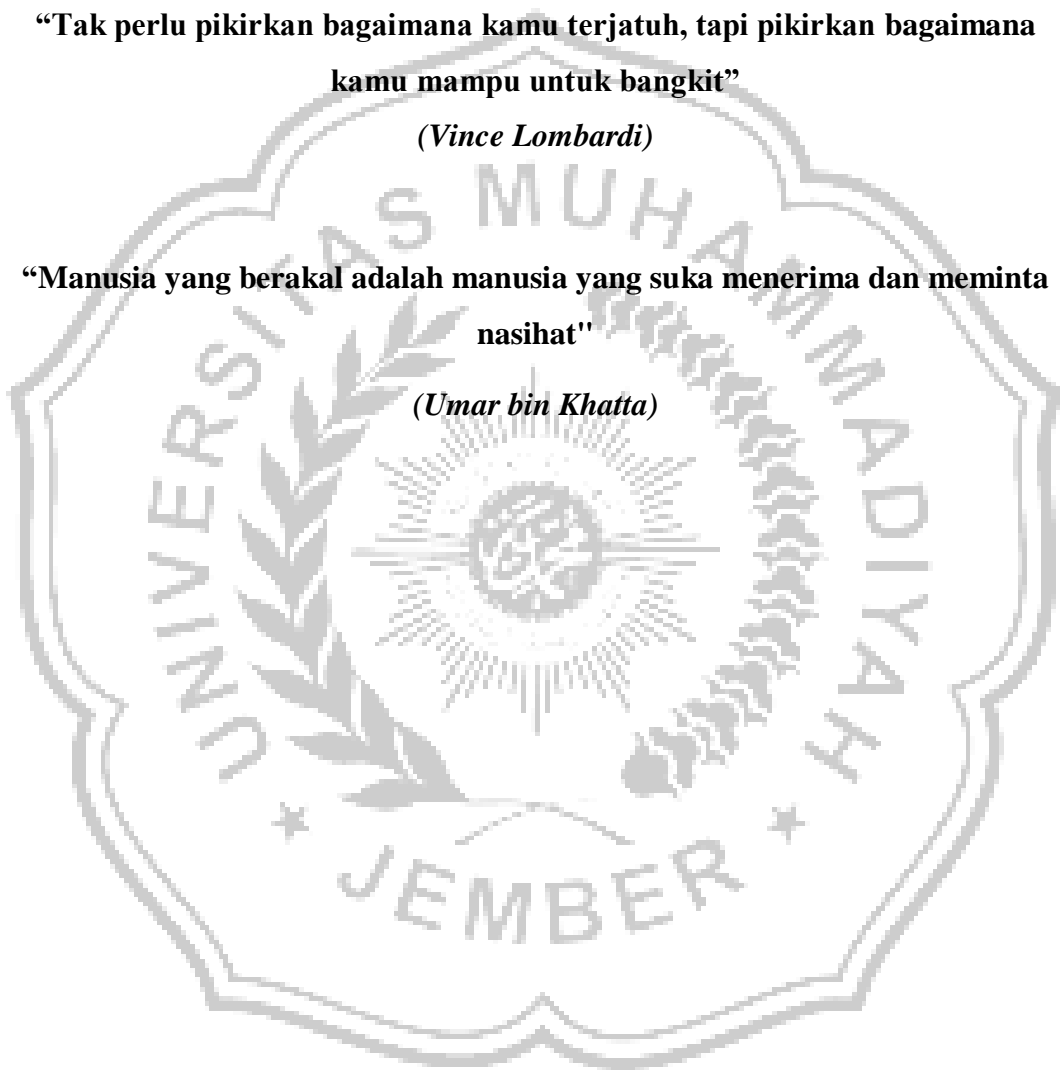 “Tak perlu pikirkan bagaimana kamu terjatuh, tapi pikirkan bagaimana
kamu mampu untuk bangkit”
(Vince Lombardi)
“Manusia yang berakal adalah manusia yang suka menerima dan meminta
nasihat"
(Umar bin Khatta)
UNIVERSITAS MUHAMMADIYAH
JEMBER